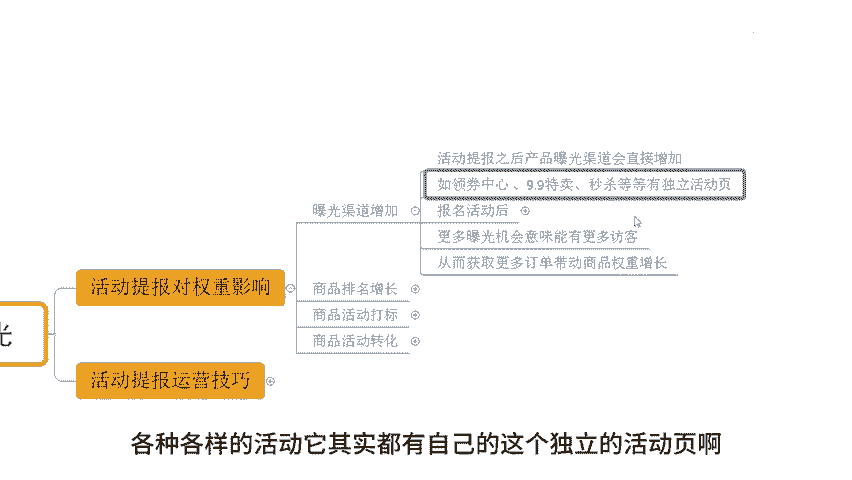 活动提报之后产品曝光渠道会直接增加
如领券中心、9.9特卖、秒杀等等有独立活动页
曝光渠道增加
报名活动后
更多曝光机会意味能有更多访客
从而获取更多订单带动商品权重增长
活动提报对权重影响
商品排名增长
商品活动打标
商品活动转化
光
活动提报运营技巧
各种各样的活动它其实都有自己的这个独立的活动页啊